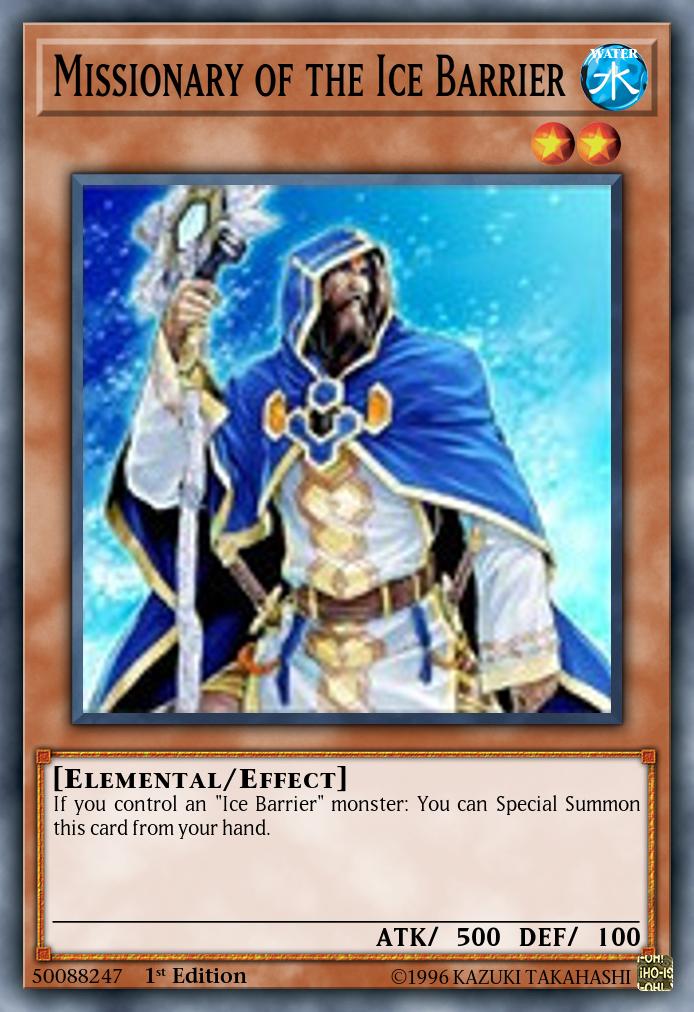 Missionary of the Ice Barrier
WATER
水
[Elemental/Effect]
If you control an "Ice Barrier" monster: You can Special Summon
this card from your hand.
ATK/ 500 DEF/ 100
50088247 1st Edition ©1996 KAZUKI TAKAHASHI